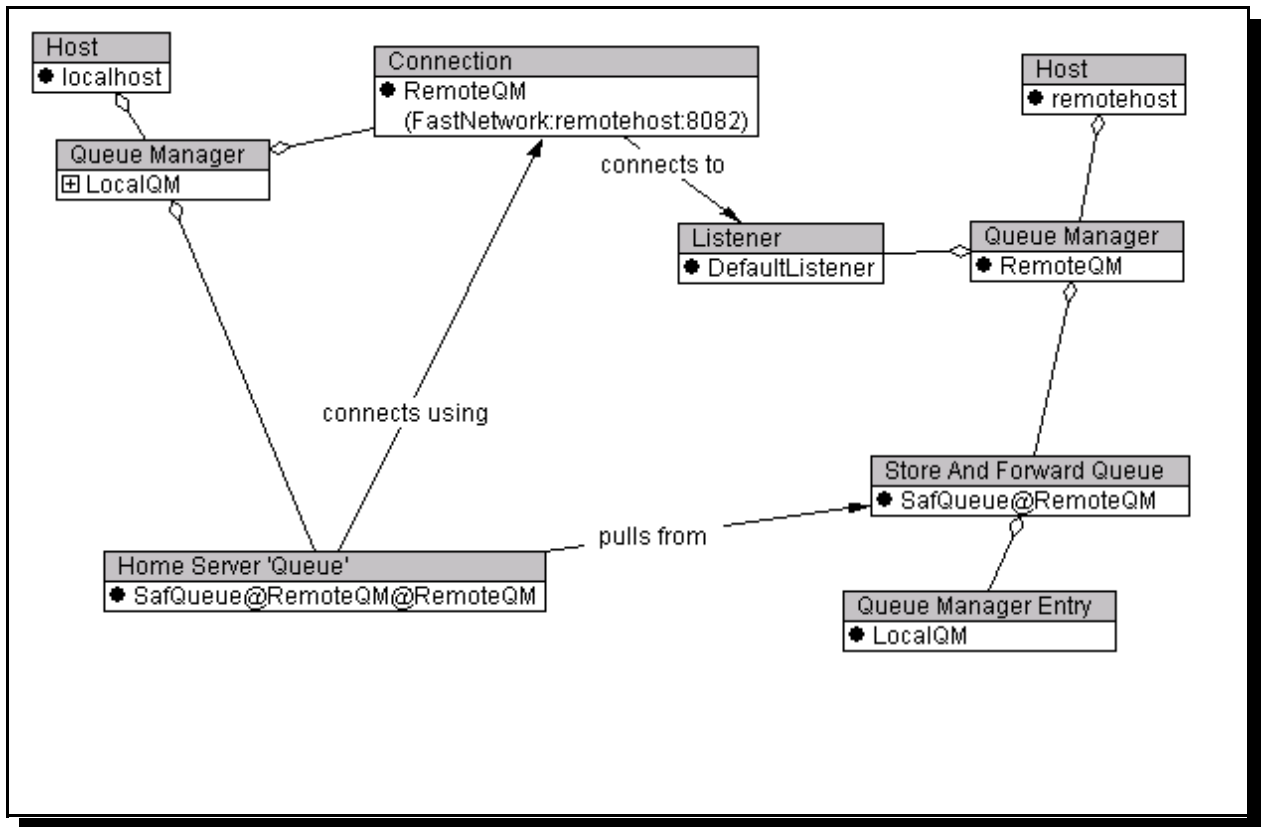 Host
localhost
Connection
RemoteQM
(FastNetwork:remotehost:8082)
Host
remotehost
Queue Manager
LocalQM
connects to
Listener
DefaultListener
Queue Manager
RemoteQM
connects using
Store And Forward Queue
SafQueue@RemoteQM
pulls from
Home Server 'Queue'
SafQueue@RemoteQM@RemoteQM
Queue Manager Entry
LocalQM